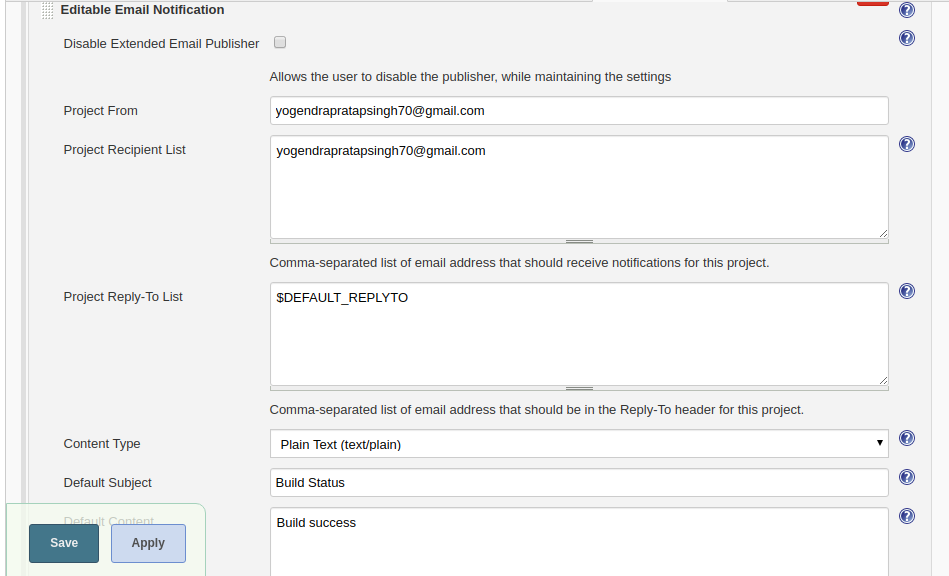 Editable Email Notification
Disable Extended Email Publisher
Allows the user to disable the publisher, while maintaining the settings
Project From
yogendrapratapsingh70@gmail.com
Project Recipient List
yogendrapratapsingh70@gmail.com
Comma-separated list of email address that should receive notifications for this project.
Project Reply-To List
$DEFAULT_REPLYTO
Comma-separated list of email address that should be in the Reply-To header for this project.
Content Type
Plain Text (text/plain)
Default Subject
Build Status
Default Content
Build success
Save
Apply